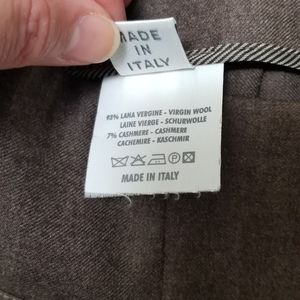 MADE
IN
ITALY
93% LANA VERGINE - VIRGIN WOOL
LAINE VIERGE - SCHURWOLLE
7% CASHMERE - CASHMERE
CACHEMIRE - KASCHMIR
P
MADE IN ITALY